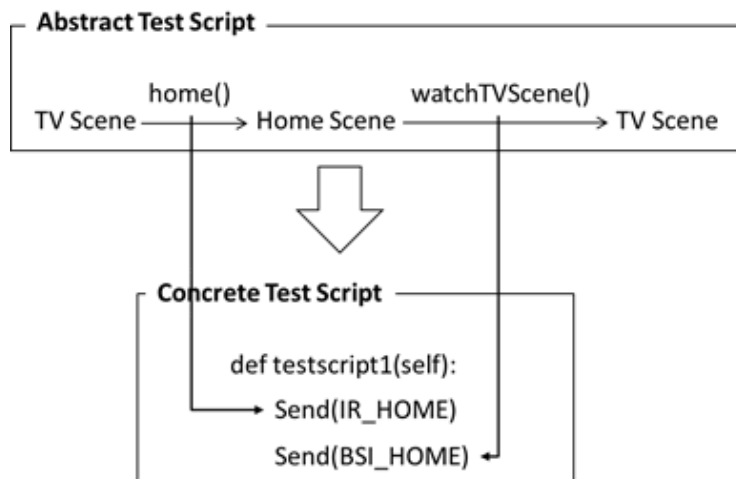 Abstract Test Script
home()
watchTVScene()
TV Scene
Home Scene
TV Scene
Concrete Test Script
def testscript1(self):
Send(IR_HOME)
Send(BSI_HOME)